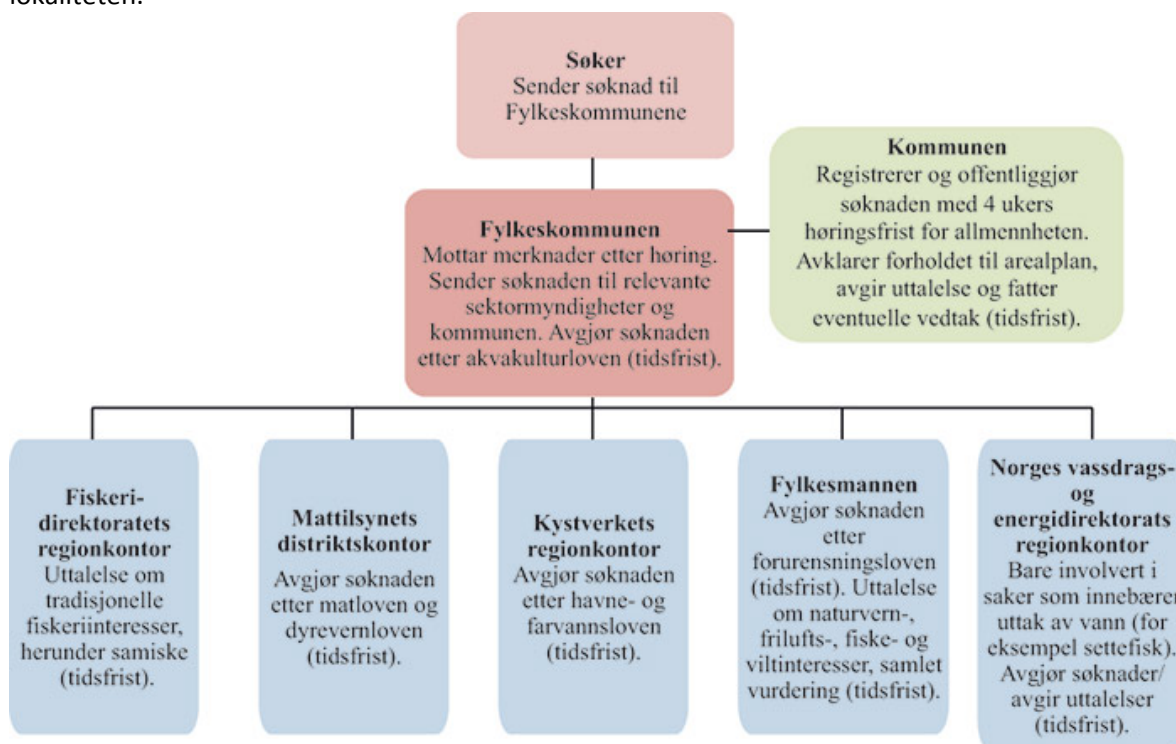 lokaliteten.
Søker
Sender søknad til
Fylkeskommunene
Kommunen
Registrerer og offentliggjør
søknaden med 4 ukers
høringsfrist for allmennheten.
Avklarer forholdet til arealplan,
avgir uttalelse og fatter
eventuelle vedtak (tidsfrist).
Fylkeskommunen
Mottar merknader etter høring.
Sender søknaden til relevante
sektormyndigheter og
kommunen. Avgjør søknaden
etter akvakulturloven (tidsfrist).
Fiskeri-
direktoratets
regionkontor
Uttalelse om
tradisjonelle
fiskeriinteresser,
herunder samiske
(tidsfrist).
Mattilsynets
distriktskontor
Avgjør søknaden
etter matloven og
dyrevernloven
(tidsfrist).
Kystverkets
regionkontor
Avgjør søknaden
etter havne- og
farvannsloven
(tidsfrist).
Fylkesmannen
Avgjør søknaden
etter
forurensningsloven
(tidsfrist). Uttalelse
om naturvern-,
frilufts-, fiske- og
viltinteresser, samlet
vurdering (tidsfrist).
Norges vassdrags-
og
energidirektorats
regionkontor
Bare involvert i
saker som innebærer
uttak av vann (for
eksempel settefisk).
Avgjør søknader/
avgir uttalelser
(tidsfrist).